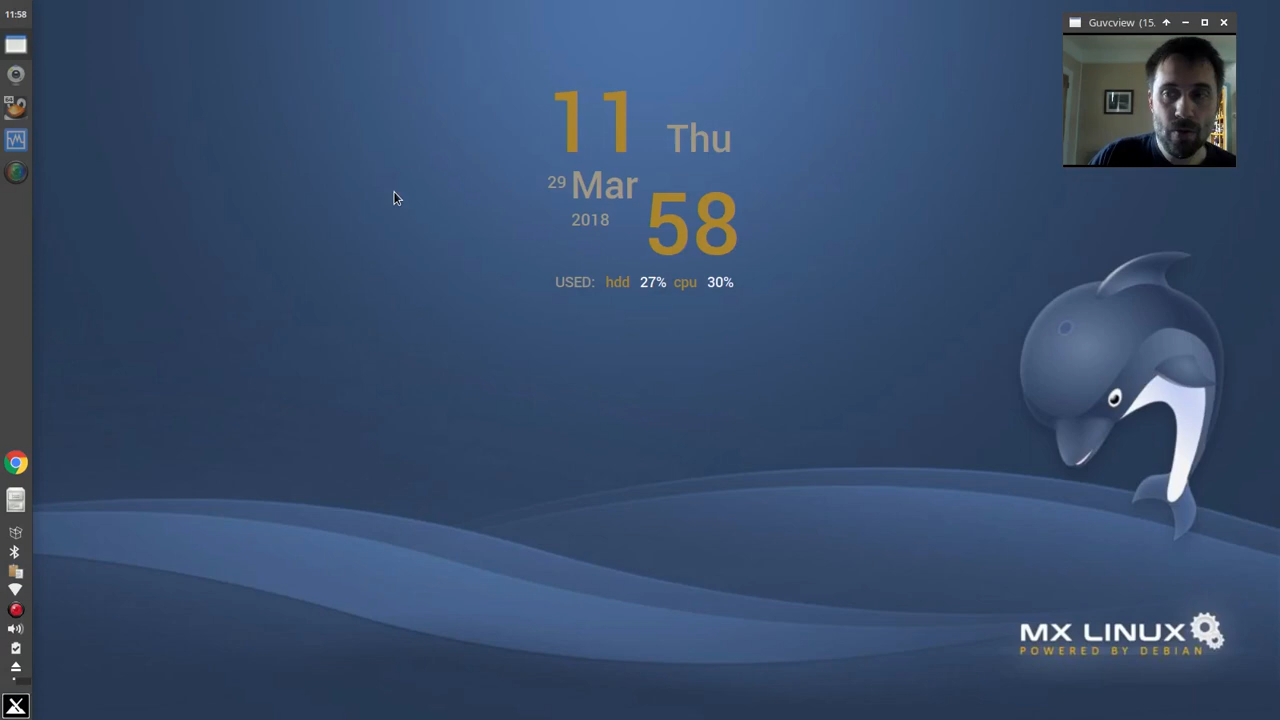 11:58
Guvcview (15.
64
11 Thu
29 Mar
2018 58
USED: hdd 27% cpu 30%
MX LINUX
POWERED BY DEBIAN